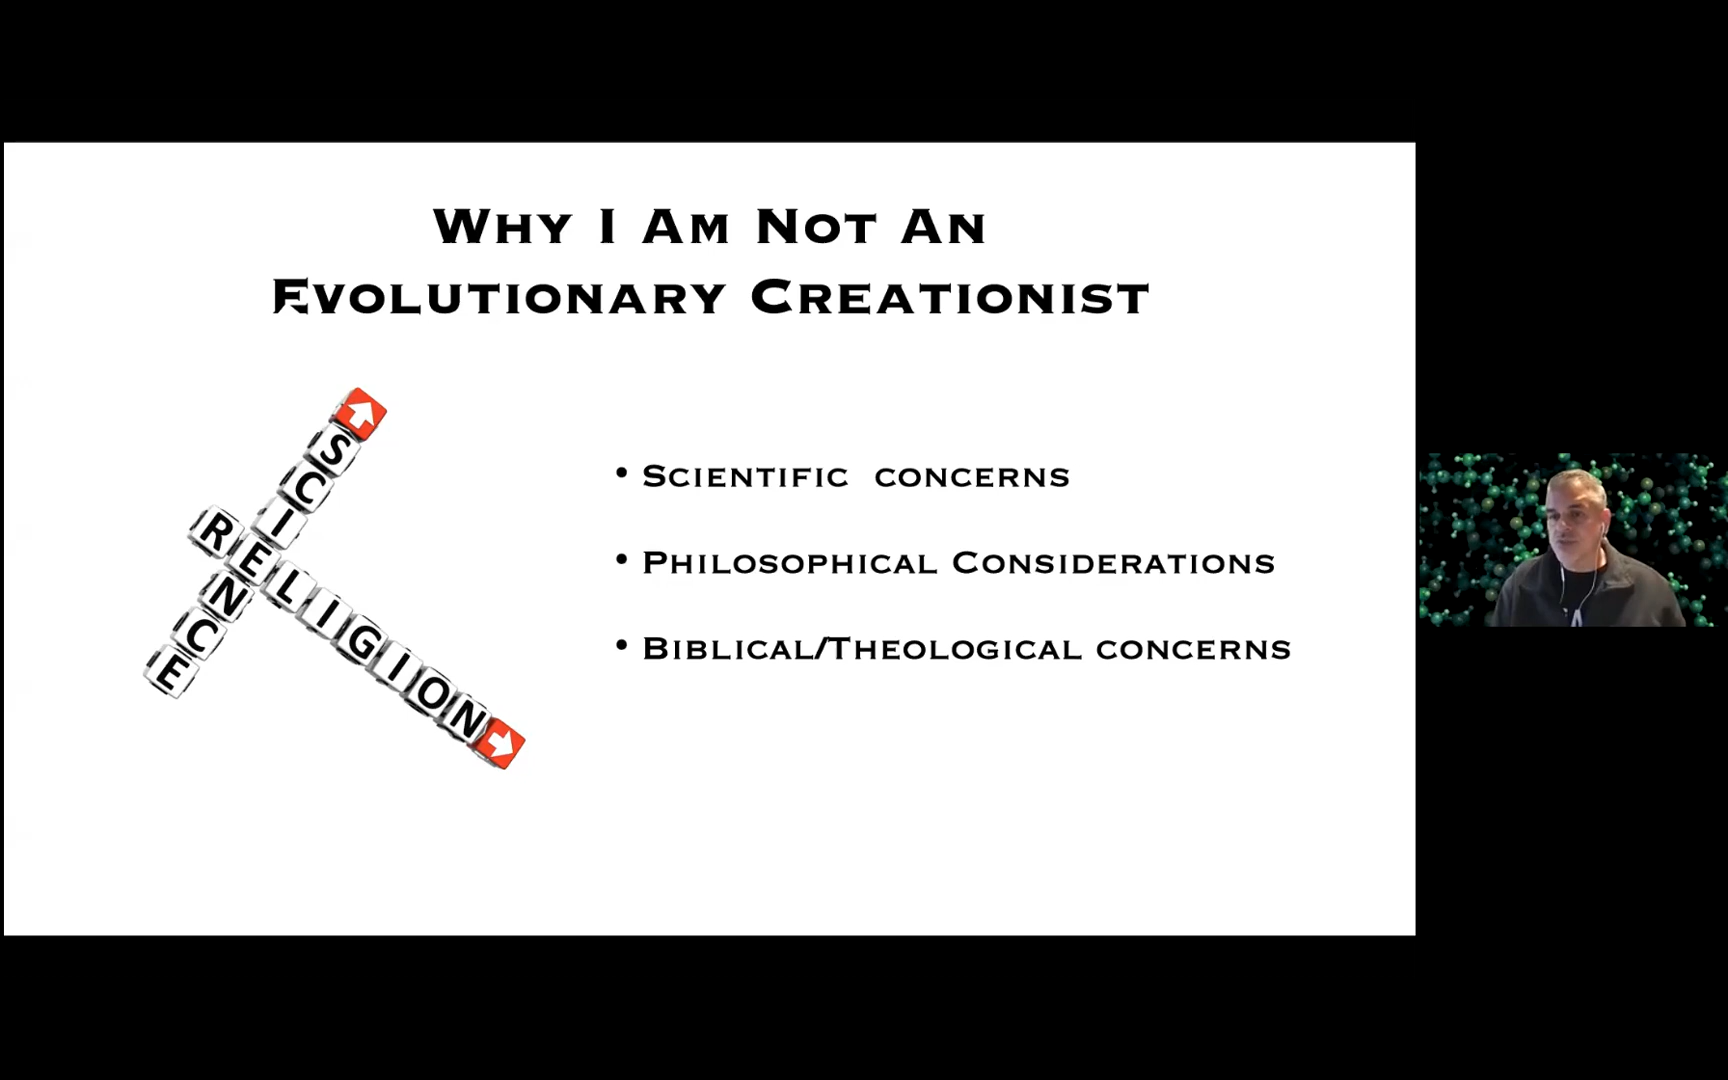 Why I Am Not An
Evolutionary Creationist
SCIENCE
RELIGION
• Scientific concerns
• Philosophical Considerations
• Biblical/Theological concerns